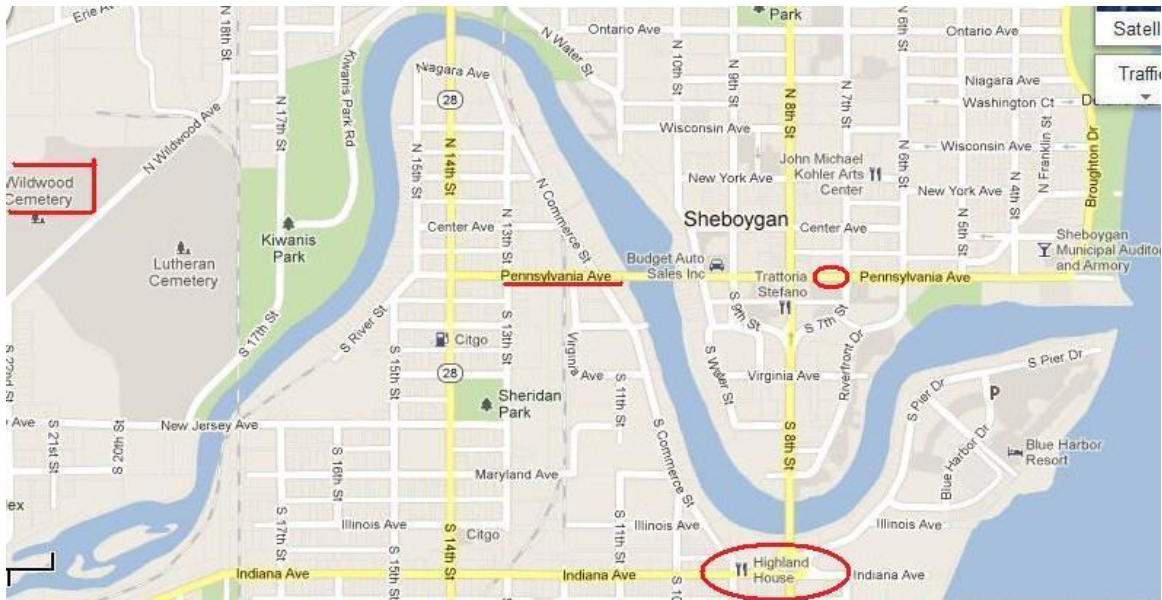 Park
Satell
Traffic
Erie Ave
N 18th St
Kiwanis
Park
Ontario Ave
Ontario Ave
N Water St
N 10th St
N 9th St
N 8th St
N 7th St
N 6th St
Niagara Ave
Washington Ct
Niagara Ave
28
N 17th St
Kiwanis Park Rd
N Wildwood Ave
Wisconsin Ave
Wisconsin Ave
N Franklin St
Broughton Dr
N 14th St
N 15th St
John Michael
Kohler Arts
Center
N 6th St
New York Ave
New York Ave
N 4th St
N 5th St
Wildwood
Cemetery
Lutheran
Cemetery
Kiwanis
Park
N 13th St
N Commerce St
Sheboygan
Center Ave
Center Ave
Sheboygan
Municipal Auditor
and Armory
Budget Auto
Sales Inc
Trattoria
Stefano
Pennsylvania Ave
Pennsylvania Ave
S 17th St
S River St
S 15th St
S 13th St
Citgo
28
Virginia
Ave
S 9th St
S 7th St
Riverfront Dr
S Water St
Virginia Ave
S Pier Dr
S Pier Dr
P
S 22nd St
S 21st St
S 20th St
New Jersey Ave
Ave
Sheridan
Park
S 11th St
S Commerce St
S 8th St
Blue Harbor Dr
Blue Harbor
Resort
Maryland Ave
S 16th St
S 17th St
lex
Illinois Ave
S 14th St
Citgo
S 11th St
Illinois Ave
Illinois Ave
S 15th St
S 10
Indiana Ave
Indiana Ave
Highland
House
Indiana Ave